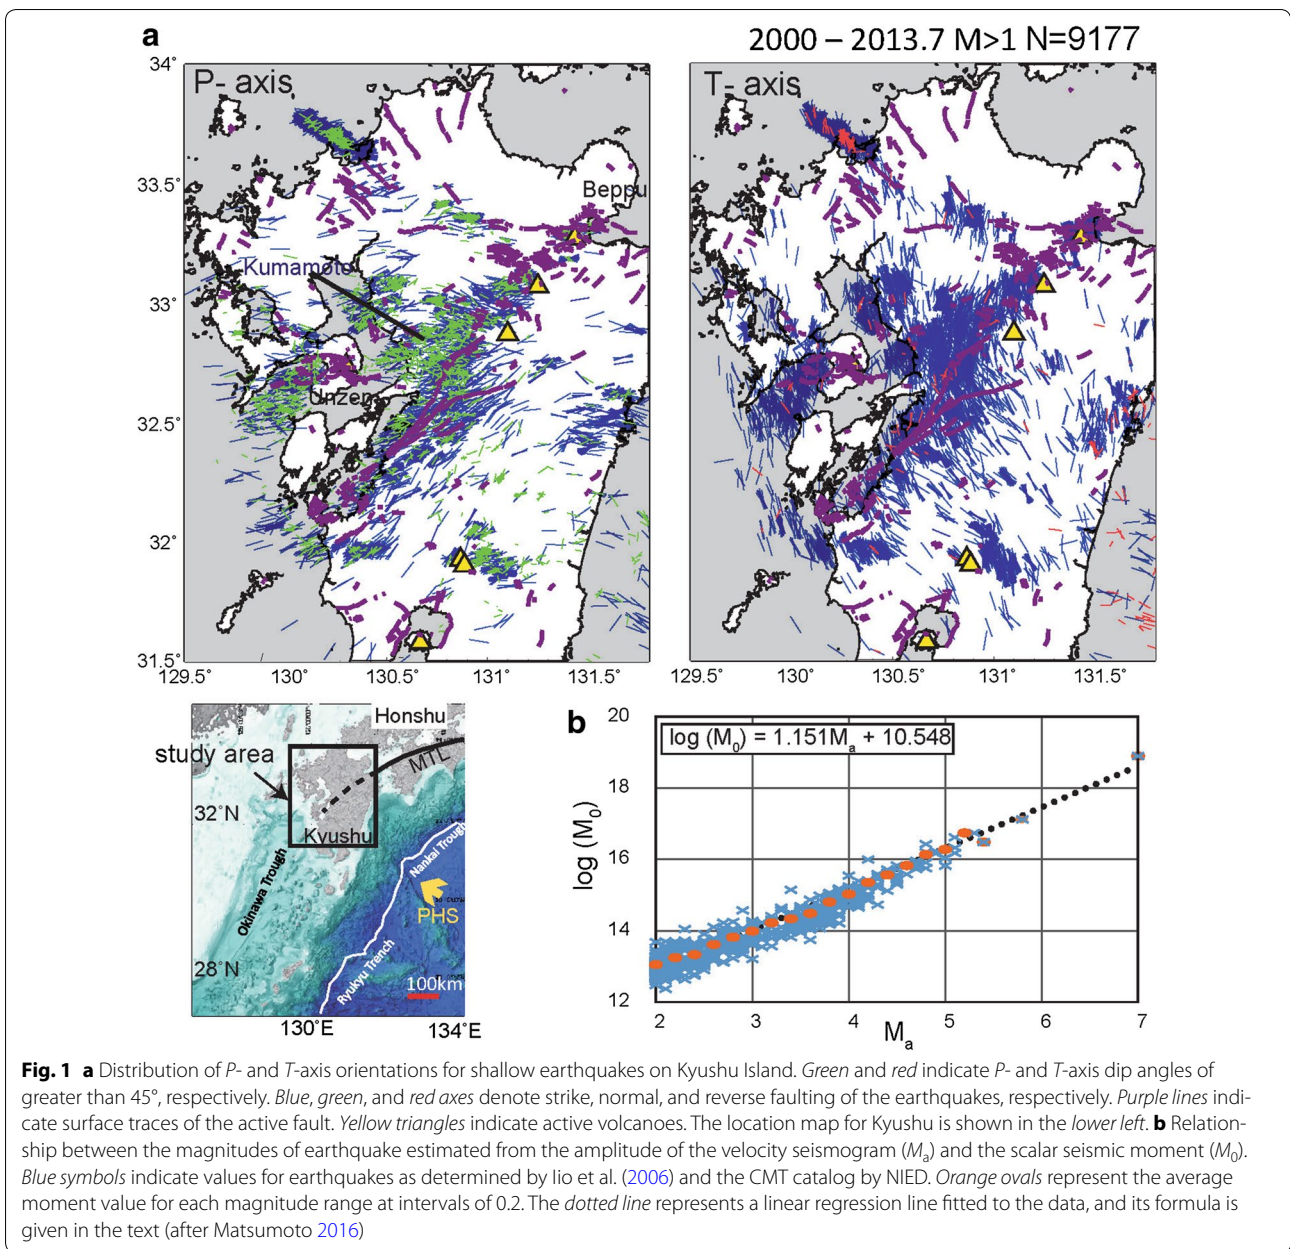 a
2000 – 2013.7 M>1 N=9177
34˚
33.5˚
33˚
32.5˚
32˚
31.5˚
P- axis
Beppu
Kumamoto
Unzen
129.5˚
130˚
130.5˚
131˚
131.5˚
T- axis
129.5˚
130˚
130.5˚
131˚
131.5˚
Honshu
study area
MTL
32˚N
Kyushu
Okinawa Trough
Nankai Trough
PHS
Ryukyu Trench
28˚N
100km
130˚E
134˚E
b
log (M0) = 1.151Ma + 10.548
log (M0)
20
18
16
14
12
2
3
4
5
6
7
Ma
Fig. 1 a Distribution of P- and T-axis orientations for shallow earthquakes on Kyushu Island. Green and red indicate P- and T-axis dip angles of
greater than 45°, respectively. Blue, green, and red axes denote strike, normal, and reverse faulting of the earthquakes, respectively. Purple lines indi-
cate surface traces of the active fault. Yellow triangles indicate active volcanoes. The location map for Kyushu is shown in the lower left. b Relation-
ship between the magnitudes of earthquake estimated from the amplitude of the velocity seismogram (Ma) and the scalar seismic moment (M0).
Blue symbols indicate values for earthquakes as determined by Iio et al. (2006) and the CMT catalog by NIED. Orange ovals represent the average
moment value for each magnitude range at intervals of 0.2. The dotted line represents a linear regression line fitted to the data, and its formula is
given in the text (after Matsumoto 2016)